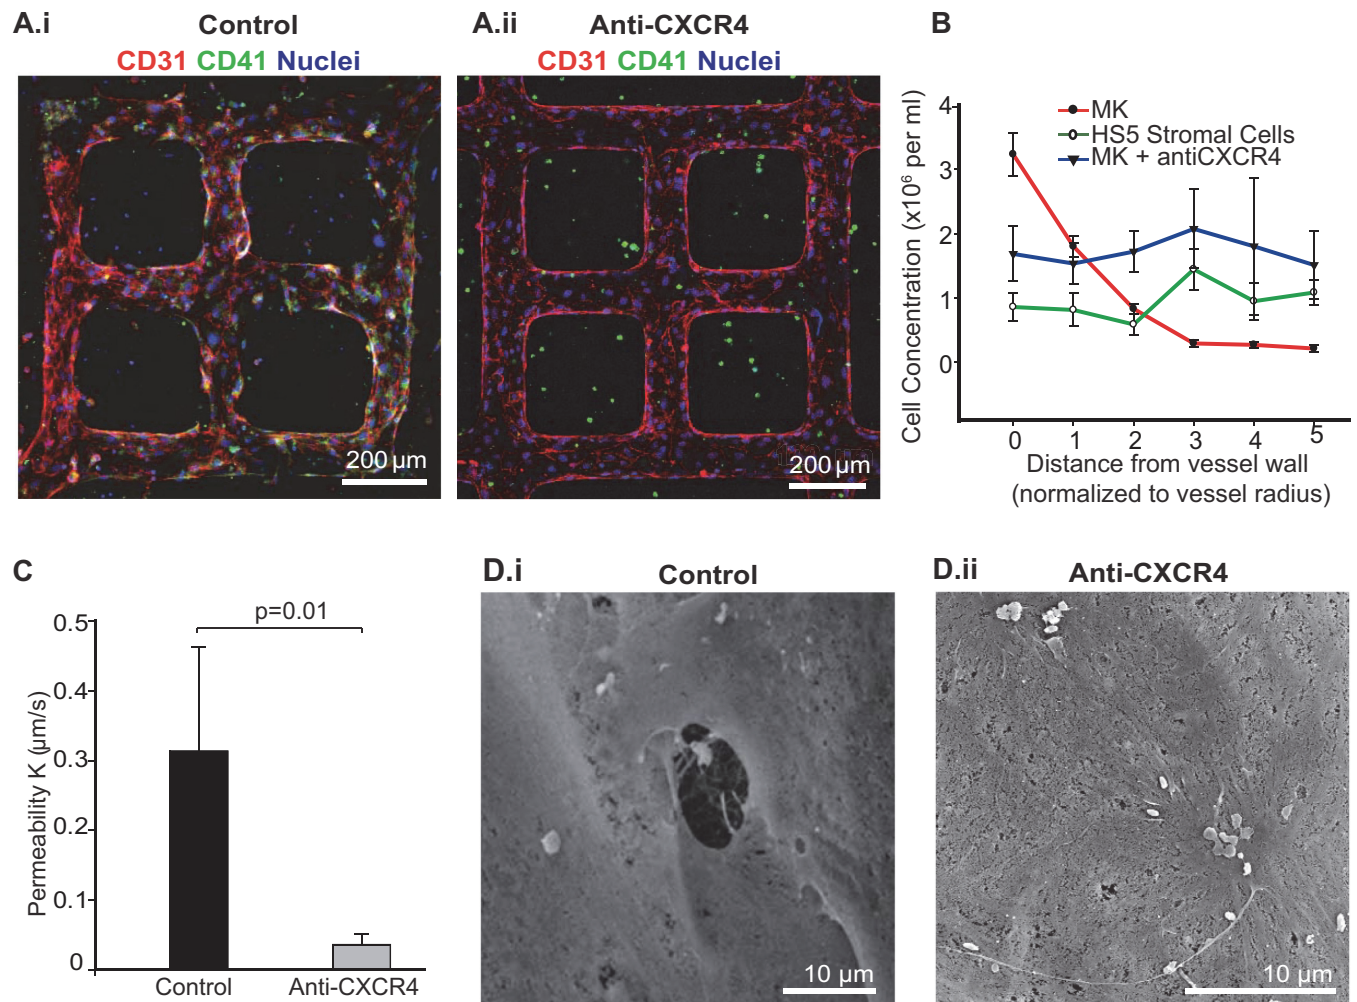 A.i Control
CD31 CD41 Nuclei
200 µm
A.ii Anti-CXCR4
CD31 CD41 Nuclei
200 µm
B
Cell Concentration (x10⁶ per ml)
4
3
2
1
0
MK
HS5 Stromal Cells
MK + antiCXCR4
0 1 2 3 4 5
Distance from vessel wall
(normalized to vessel radius)
C
Permeability K (µm/s)
0.5
0.4
0.3
0.2
0.1
0
p=0.01
Control Anti-CXCR4
D.i Control
10 µm
D.ii Anti-CXCR4
10 µm